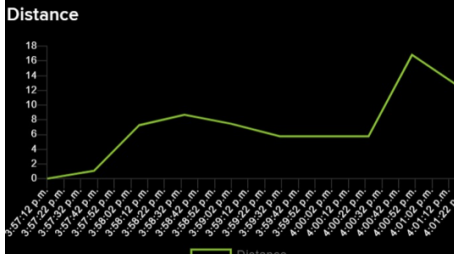 Distance
18
16
14
12
10
8
6
4
2
0
3:57:12 p.m.
3:57:22 p.m.
3:57:32 p.m.
3:57:42 p.m.
3:57:52 p.m.
3:58:02 p.m.
3:58:12 p.m.
3:58:22 p.m.
3:58:32 p.m.
3:58:42 p.m.
3:58:52 p.m.
3:59:02 p.m.
3:59:12 p.m.
3:59:22 p.m.
3:59:32 p.m.
3:59:42 p.m.
3:59:52 p.m.
4:00:02 p.m.
4:00:12 p.m.
4:00:22 p.m.
4:00:32 p.m.
4:00:42 p.m.
4:00:52 p.m.
4:01:02 p.m.
4:01:12 p.m.
4:01:22 p.m.
Distance